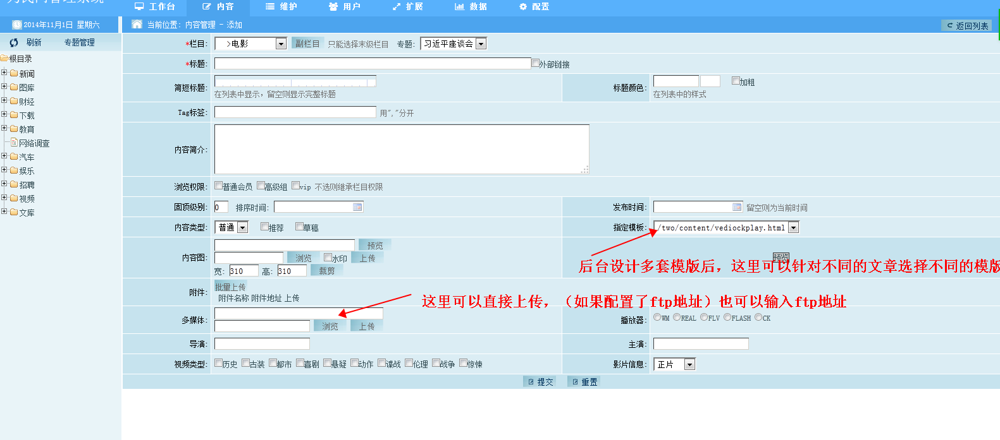 工作台 内容 维护 用户 扩展 数据 配置
2014年11月1日 星期六
当前位置: 内容管理 - 添加
返回列表
刷新 专题管理
根目录
新闻
图库
财经
下载
教育
网络调查
汽车
娱乐
招聘
视频
文库
*栏目: >电影 副栏目 只能选择末级栏目 专题: 习近平座谈会
*标题: 外部链接
简短标题: 在列表中显示，留空则显示完整标题
标题颜色: 加粗
在列表中的样式
Tag标签: 用","分开
内容简介:
浏览权限: 普通会员 高级组 vip 不选则继承栏目权限
固顶级别: 0 排序时间: 发布时间: 留空则为当前时间
内容类型: 普通 推荐 草稿 指定模板: /two/content/vediockplay.html
内容图: 预览
浏览 水印 上传
宽: 310 高: 310 裁剪
预览
后台设计多套模版后，这里可以针对不同的文章选择不同的模版
附件: 批量上传
附件名称 附件地址 上传
这里可以直接上传，（如果配置了ftp地址）也可以输入ftp地址
多媒体: 浏览 上传
播放器: WM REAL FLV FLASH CK
导演: 主演:
视频类型: 历史 古装 都市 喜剧 悬疑 动作 谍战 伦理 战争 惊悚
影片信息: 正片
提交 重置